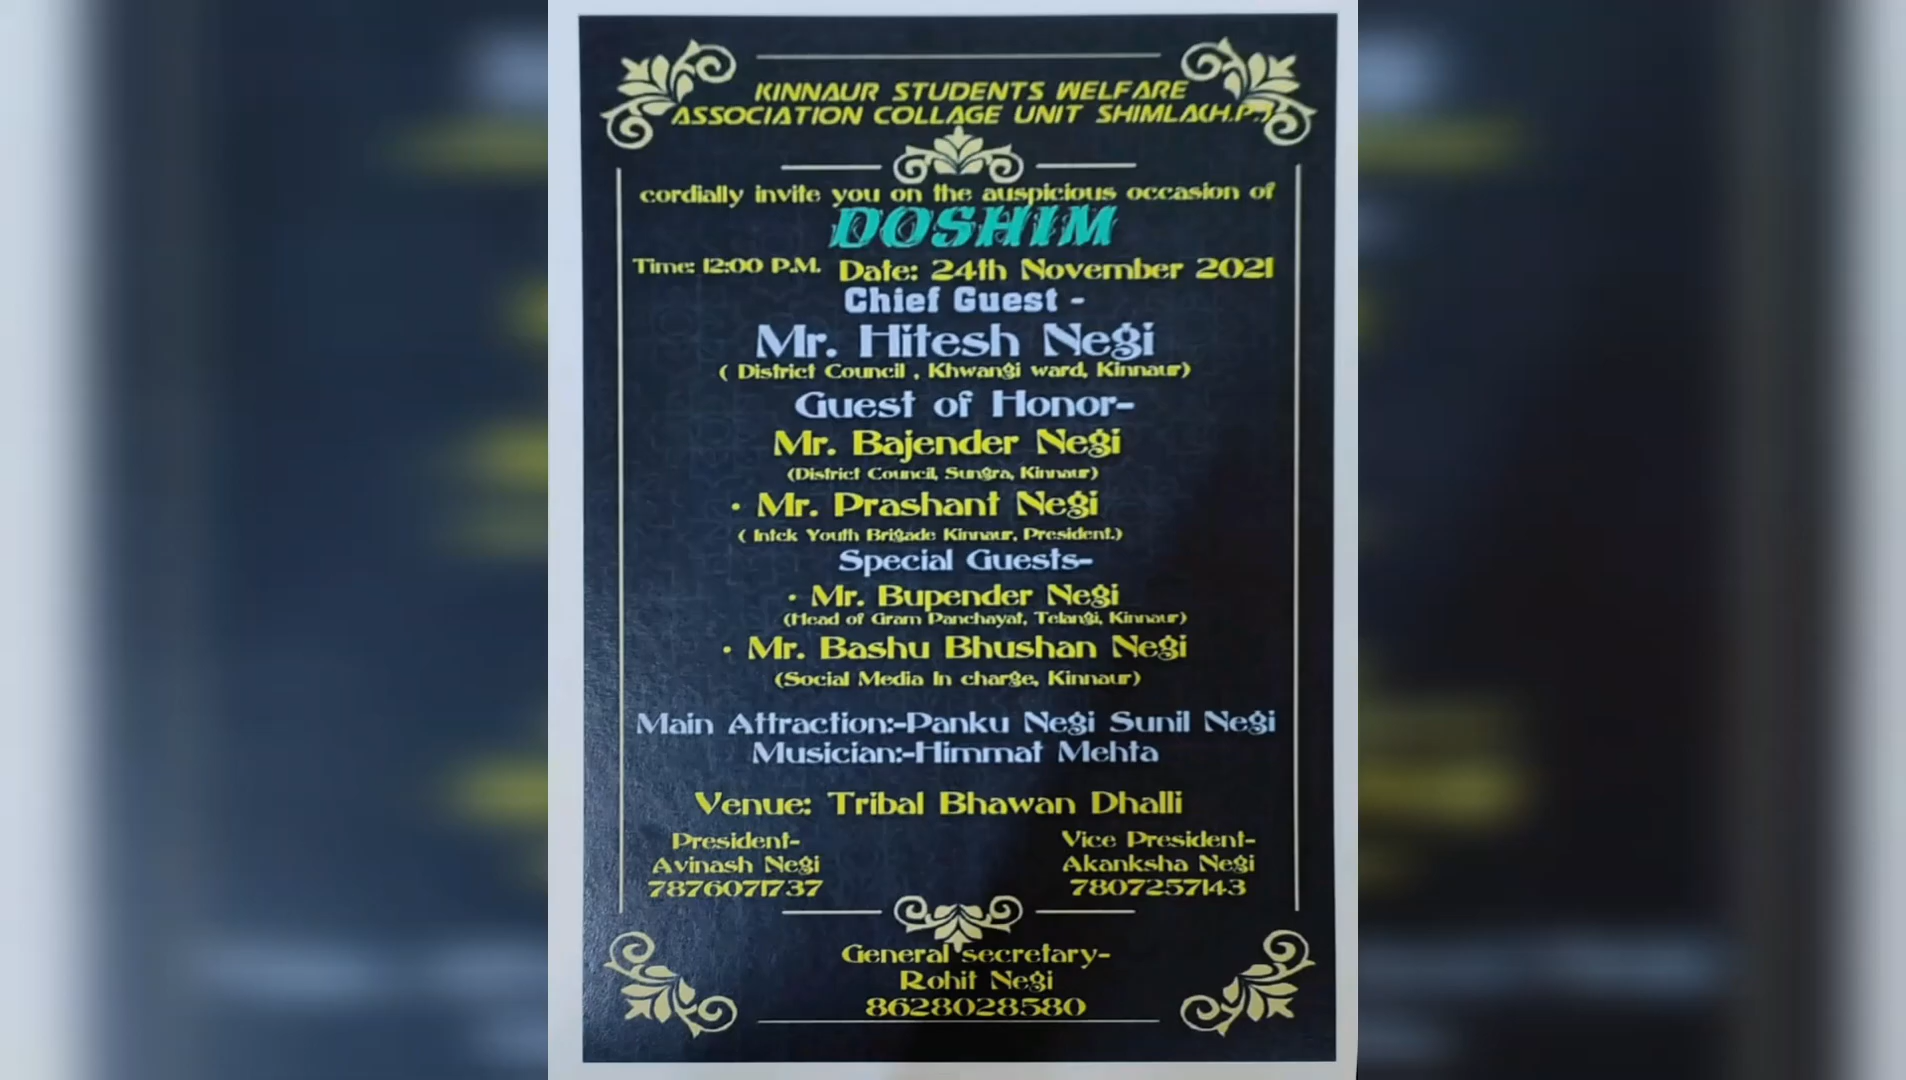 KINNAUR STUDENTS WELFARE
ASSOCIATION COLLAGE UNIT SHIMLA(H.P.)
cordially invite you on the auspicious occasion of
DOSHIM
Time: 12:00 P.M. Date: 24th November 2021
Chief Guest -
Mr. Hitesh Negi
( District Council , Khwangi ward, Kinnaur)
Guest of Honor-
Mr. Bajender Negi
(District Council, Sungra, Kinnaur)
• Mr. Prashant Negi
( Intck Youth Brigade Kinnaur, President.)
Special Guests-
• Mr. Bupender Negi
(Head of Gram Panchayat, Telangi, Kinnaur)
• Mr. Bashu Bhushan Negi
(Social Media In charge, Kinnaur)
Main Attraction:-Panku Negi Sunil Negi
Musician:-Himmat Mehta
Venue: Tribal Bhawan Dhalli
President-
Avinash Negi
7876071737
Vice President-
Akanksha Negi
7807257143
General secretary-
Rohit Negi
8628028580